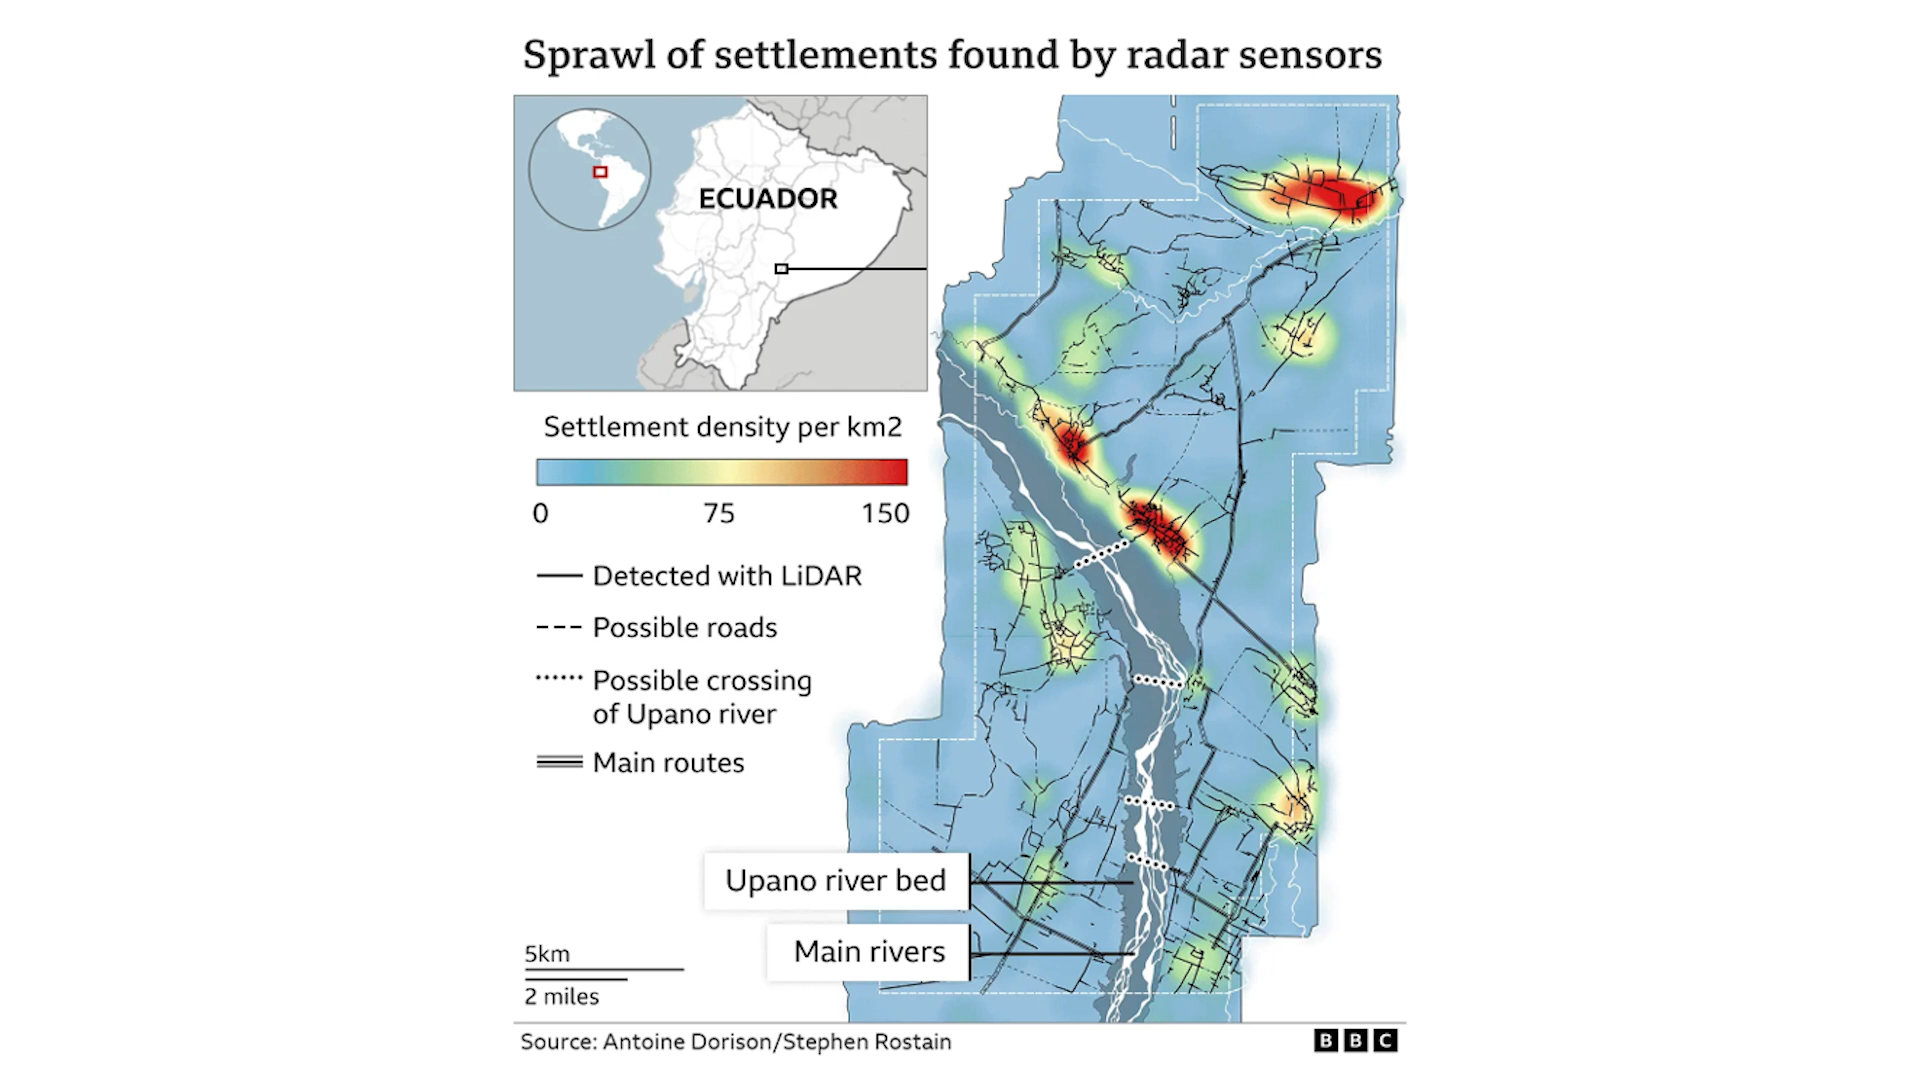 Sprawl of settlements found by radar sensors
ECUADOR
Settlement density per km2
0 75 150
Detected with LiDAR
Possible roads
Possible crossing
of Upano river
Main routes
Upano river bed
Main rivers
5km
2 miles
Source: Antoine Dorison/Stephen Rostain
BBC